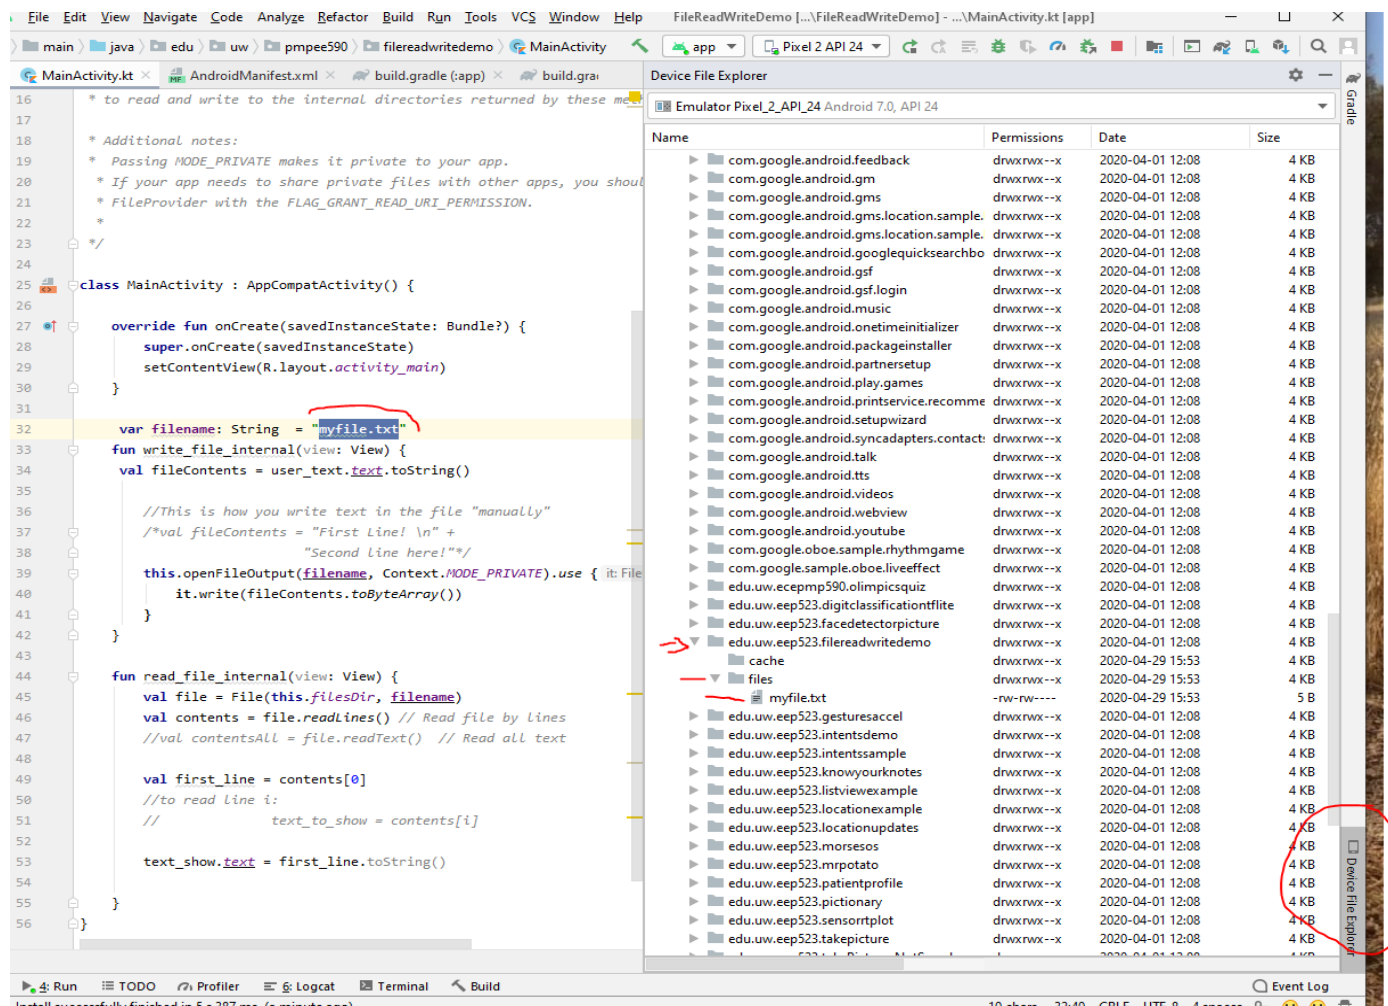 File Edit View Navigate Code Analyze Refactor Build Run Tools VCS Window Help FileReadWriteDemo [...\FileReadWriteDemo] - ...\MainActivity.kt [app]
main java edu uw pmpee590 filereadwritedemo MainActivity app Pixel 2 API 24
MainActivity.kt AndroidManifest.xml build.gradle (:app)
16 * to read and write to the internal directories returned by these
17
18 * Additional notes:
19 * Passing MODE_PRIVATE makes it private to your app.
20 * If your app needs to share private files with other apps, you
21 * FileProvider with the FLAG_GRANT_READ_URI_PERMISSION.
22 *
23 */
24
25 class MainActivity : AppCompatActivity() {
26
27 override fun onCreate(savedInstanceState: Bundle?) {
28 super.onCreate(savedInstanceState)
29 setContentView(R.layout.activity_main)
30 }
31
32 var filename: String = "myfile.txt"
33 fun write_file_internal(view: View) {
34 val fileContents = user_text.text.toString()
35
36 //This is how you write text in the file "manually"
37 /*val fileContents = "First Line! \n" +
38 "Second line here!"*/
39 this.openFileOutput(filename, Context.MODE_PRIVATE).use { it: File
40 it.write(fileContents.toByteArray())
41 }
42 }
43
44 fun read_file_internal(view: View) {
45 val file = File(this.filesDir, filename)
46 val contents = file.readLines() // Read file by lines
47 //val contentsAll = file.readText() // Read all text
48
49 val first_line = contents[0]
50 //to read line i:
51 // text_to_show = contents[i]
52
53 text_show.text = first_line.toString()
54
55 }
56 }
Device File Explorer
Emulator Pixel_2_API_24 Android 7.0, API 24
Name Permissions Date Size
com.google.android.feedback drwxrwx--x 2020-04-01 12:08 4 KB
com.google.android.gm drwxrwx--x 2020-04-01 12:08 4 KB
com.google.android.gms drwxrwx--x 2020-04-01 12:08 4 KB
com.google.android.gms.location.sample. drwxrwx--x 2020-04-01 12:08 4 KB
com.google.android.gms.location.sample. drwxrwx--x 2020-04-01 12:08 4 KB
com.google.android.googlequicksearchbo drwxrwx--x 2020-04-01 12:08 4 KB
com.google.android.gsf drwxrwx--x 2020-04-01 12:08 4 KB
com.google.android.gsf.login drwxrwx--x 2020-04-01 12:08 4 KB
com.google.android.music drwxrwx--x 2020-04-01 12:08 4 KB
com.google.android.onetimeinitializer drwxrwx--x 2020-04-01 12:08 4 KB
com.google.android.packageinstaller drwxrwx--x 2020-04-01 12:08 4 KB
com.google.android.partnersetup drwxrwx--x 2020-04-01 12:08 4 KB
com.google.android.play.games drwxrwx--x 2020-04-01 12:08 4 KB
com.google.android.printservice.recomme drwxrwx--x 2020-04-01 12:08 4 KB
com.google.android.setupwizard drwxrwx--x 2020-04-01 12:08 4 KB
com.google.android.syncadapters.contacts drwxrwx--x 2020-04-01 12:08 4 KB
com.google.android.talk drwxrwx--x 2020-04-01 12:08 4 KB
com.google.android.tts drwxrwx--x 2020-04-01 12:08 4 KB
com.google.android.videos drwxrwx--x 2020-04-01 12:08 4 KB
com.google.android.webview drwxrwx--x 2020-04-01 12:08 4 KB
com.google.android.youtube drwxrwx--x 2020-04-01 12:08 4 KB
com.google.oboe.sample.rhythmgame drwxrwx--x 2020-04-01 12:08 4 KB
com.google.sample.oboe.liveeffect drwxrwx--x 2020-04-01 12:08 4 KB
edu.uw.ecepmp590.olimpicsquiz drwxrwx--x 2020-04-01 12:08 4 KB
edu.uw.eep523.digitclassificationtflite drwxrwx--x 2020-04-01 12:08 4 KB
edu.uw.eep523.facedetectorpicture drwxrwx--x 2020-04-01 12:08 4 KB
edu.uw.eep523.filereadwritedemo drwxrwx--x 2020-04-01 12:08 4 KB
cache drwxrwx--x 2020-04-29 15:53 4 KB
files drwxrwx--x 2020-04-29 15:53 4 KB
myfile.txt -rw-rw---- 2020-04-29 15:53 5 B
edu.uw.eep523.gesturesaccel drwxrwx--x 2020-04-01 12:08 4 KB
edu.uw.eep523.intentsdemo drwxrwx--x 2020-04-01 12:08 4 KB
edu.uw.eep523.intentssample drwxrwx--x 2020-04-01 12:08 4 KB
edu.uw.eep523.knowyourknotes drwxrwx--x 2020-04-01 12:08 4 KB
edu.uw.eep523.listviewexample drwxrwx--x 2020-04-01 12:08 4 KB
edu.uw.eep523.locationexample drwxrwx--x 2020-04-01 12:08 4 KB
edu.uw.eep523.locationupdates drwxrwx--x 2020-04-01 12:08 4 KB
edu.uw.eep523.morsesos drwxrwx--x 2020-04-01 12:08 4 KB
edu.uw.eep523.mrpotato drwxrwx--x 2020-04-01 12:08 4 KB
edu.uw.eep523.patientprofile drwxrwx--x 2020-04-01 12:08 4 KB
edu.uw.eep523.pictionary drwxrwx--x 2020-04-01 12:08 4 KB
edu.uw.eep523.sensorrtplot drwxrwx--x 2020-04-01 12:08 4 KB
edu.uw.eep523.takepicture drwxrwx--x 2020-04-01 12:08 4 KB
Gradle
Device File Explorer
4: Run TODO Profiler 6: Logcat Terminal Build Event Log